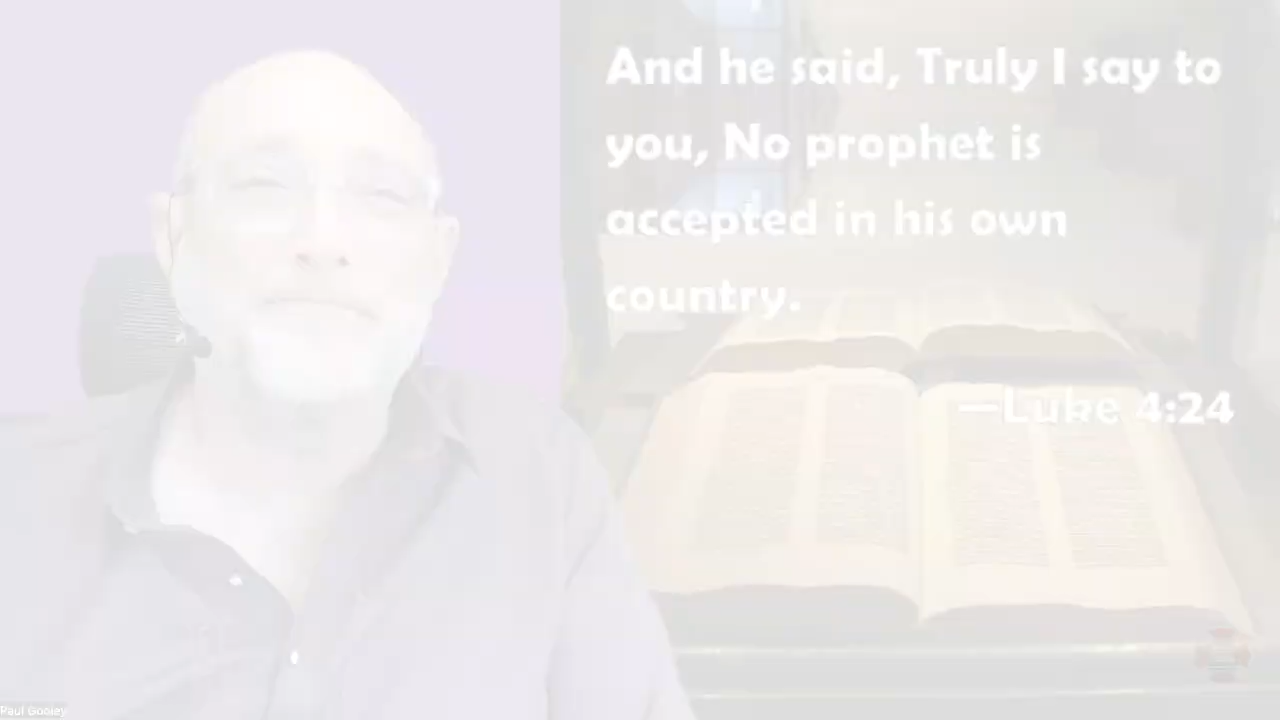 And he said, Truly I say to
you, No prophet is
accepted in his own
country.
—Luke 4:24
Paul Gooley